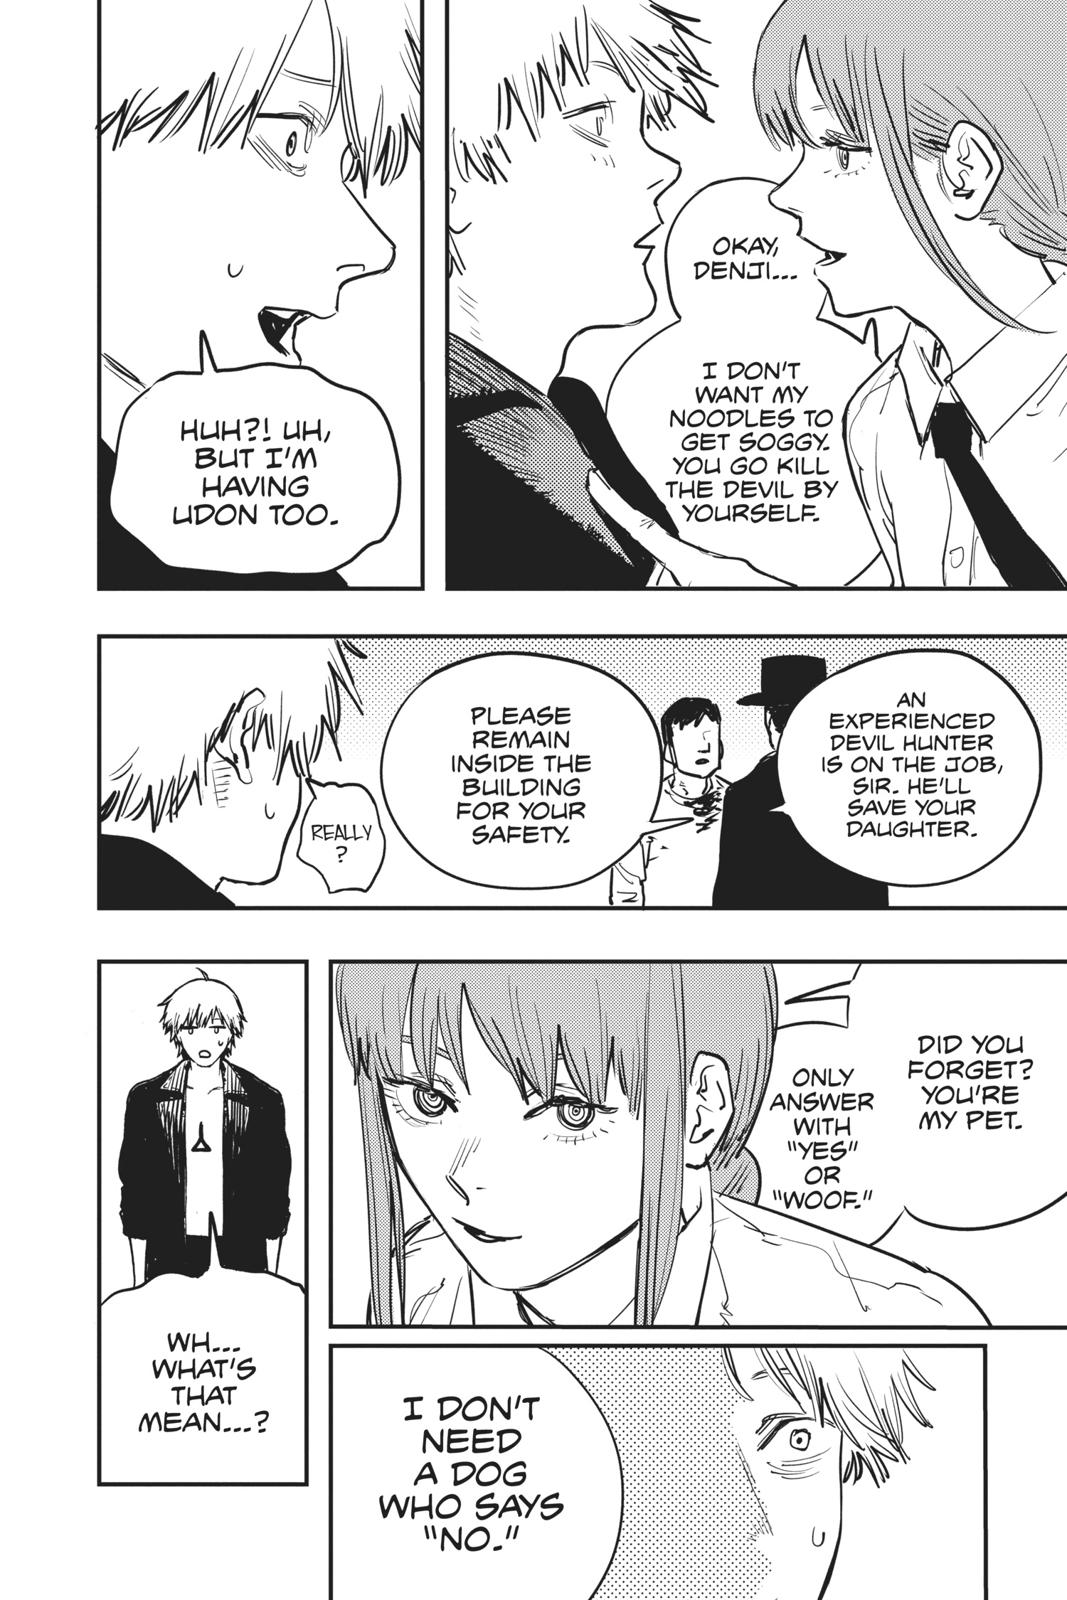 OKAY,
DENJI...
I DON'T
WANT MY
NOODLES TO
GET SOGGY.
YOU GO KILL
THE DEVIL BY
YOURSELF.
HUH?! UH,
BUT I'M
HAVING
UDON TOO.
AN
EXPERIENCED
DEVIL HUNTER
IS ON THE JOB,
SIR. HE'LL
SAVE YOUR
DAUGHTER.
PLEASE
REMAIN
INSIDE THE
BUILDING
FOR YOUR
SAFETY.
REALLY
?
DID YOU
FORGET?
YOU'RE
MY PET.
ONLY
ANSWER
WITH
"YES"
OR
"WOOF."
WH...
WHAT'S
THAT
MEAN...?
I DON'T
NEED
A DOG
WHO SAYS
"NO."